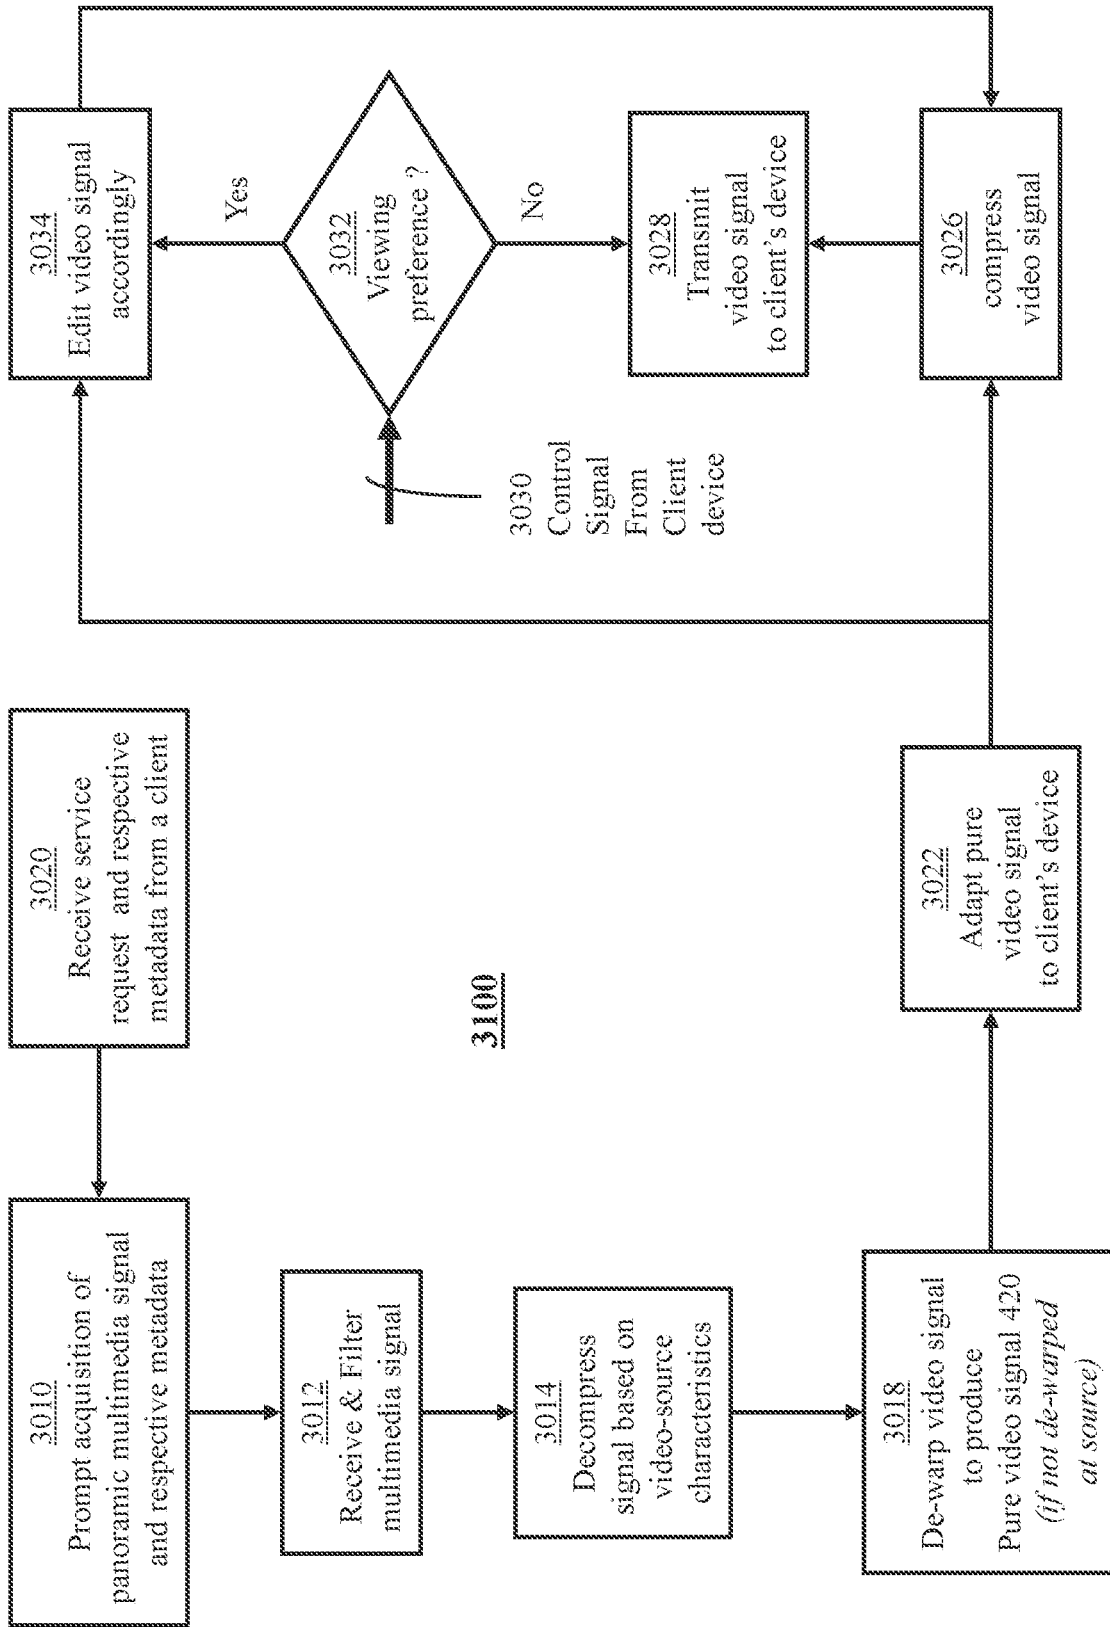 3020
Receive service
request and respective
metadata from a client
3010
Prompt acquisition of
panoramic multimedia signal
and respective metadata
3012
Receive & Filter
multimedia signal
3014
Decompress
signal based on
video-source
characteristics
3018
De-warp video signal
to produce
Pure video signal 420
(if not de-warped
at source)
3100
3022
Adapt pure
video signal
to client's device
3034
Edit video signal
accordingly
Yes
3032
Viewing
preference ?
No
3030
Control
Signal
From
Client
device
3028
Transmit
video signal
to client's device
3026
compress
video signal